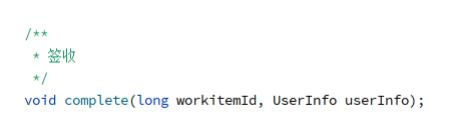 /**
* 签收
*/
void complete(long workitemId, UserInfo userInfo);